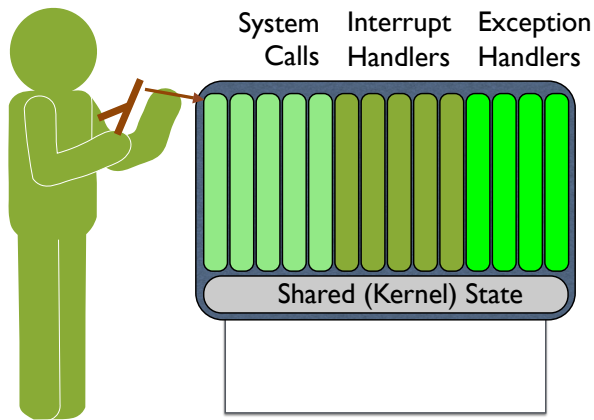 System Calls
Interrupt Handlers
Exception Handlers
Shared (Kernel) State